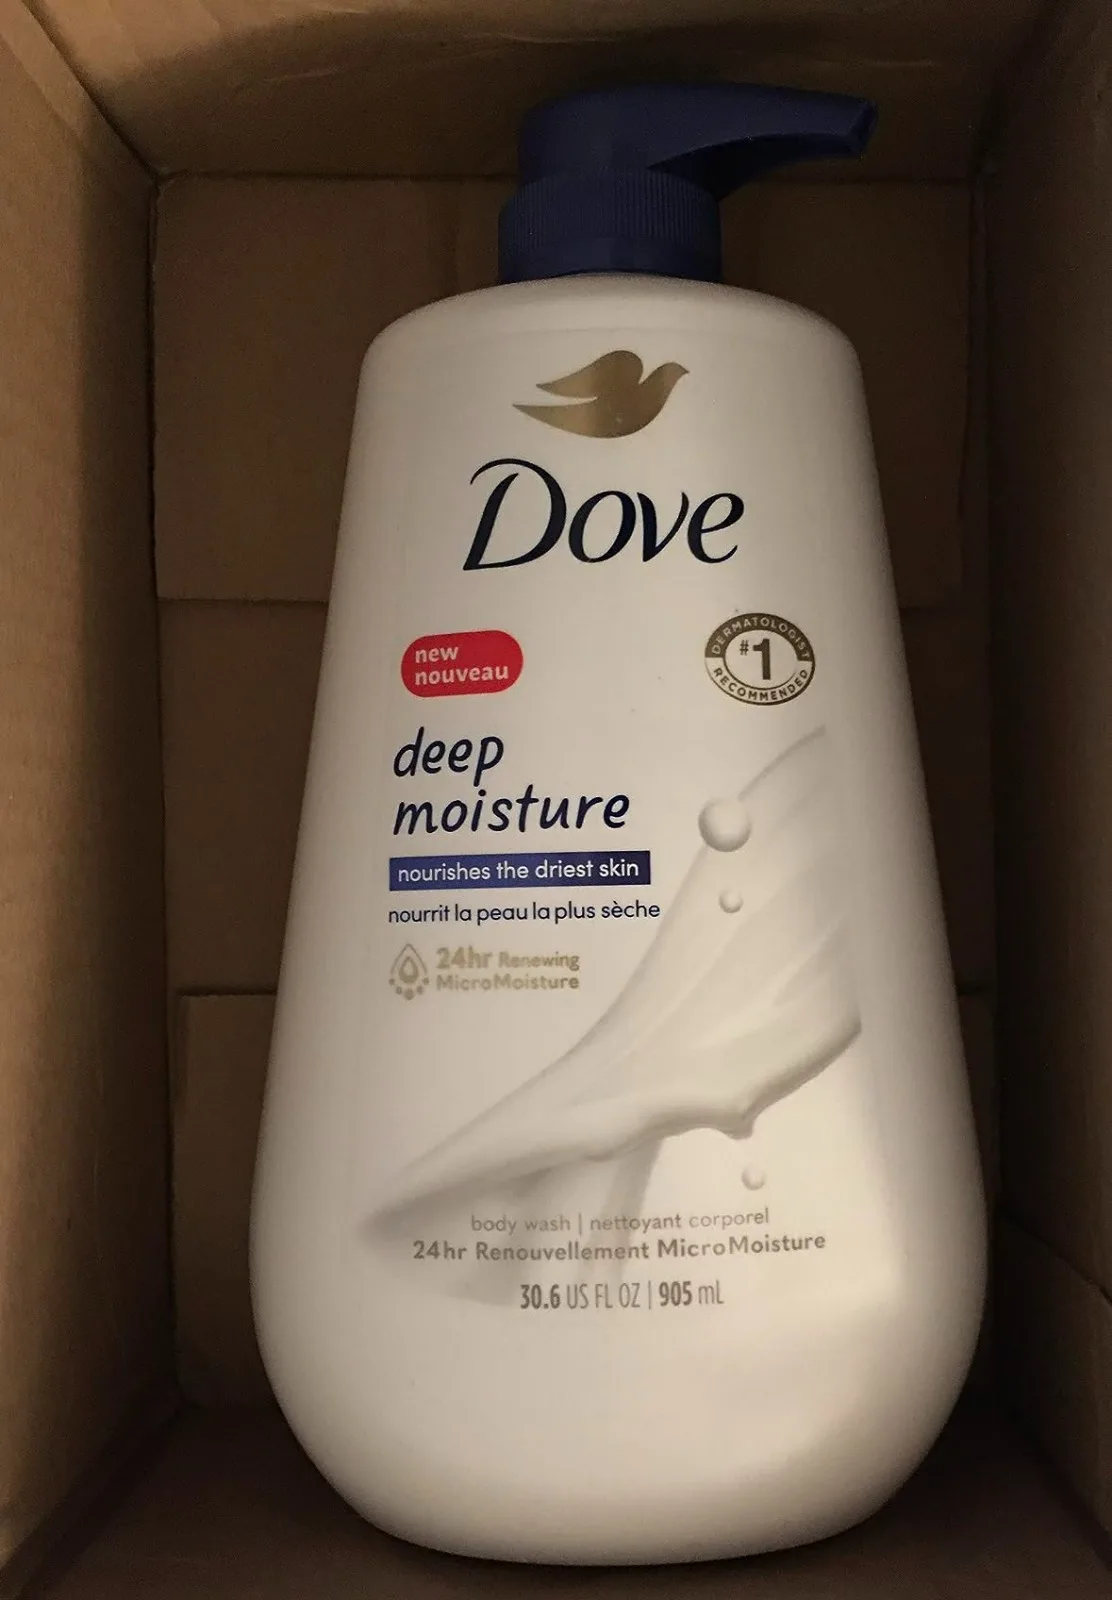 Dove
new
nouveau
DERMATOLOGIST
#1
RECOMMENDED
deep
moisture
nourishes the driest skin
nourrit la peau la plus sèche
24hr Renewing
MicroMoisture
body wash | nettoyant corporel
24hr Renouvellement MicroMoisture
30.6 US FL OZ | 905 mL